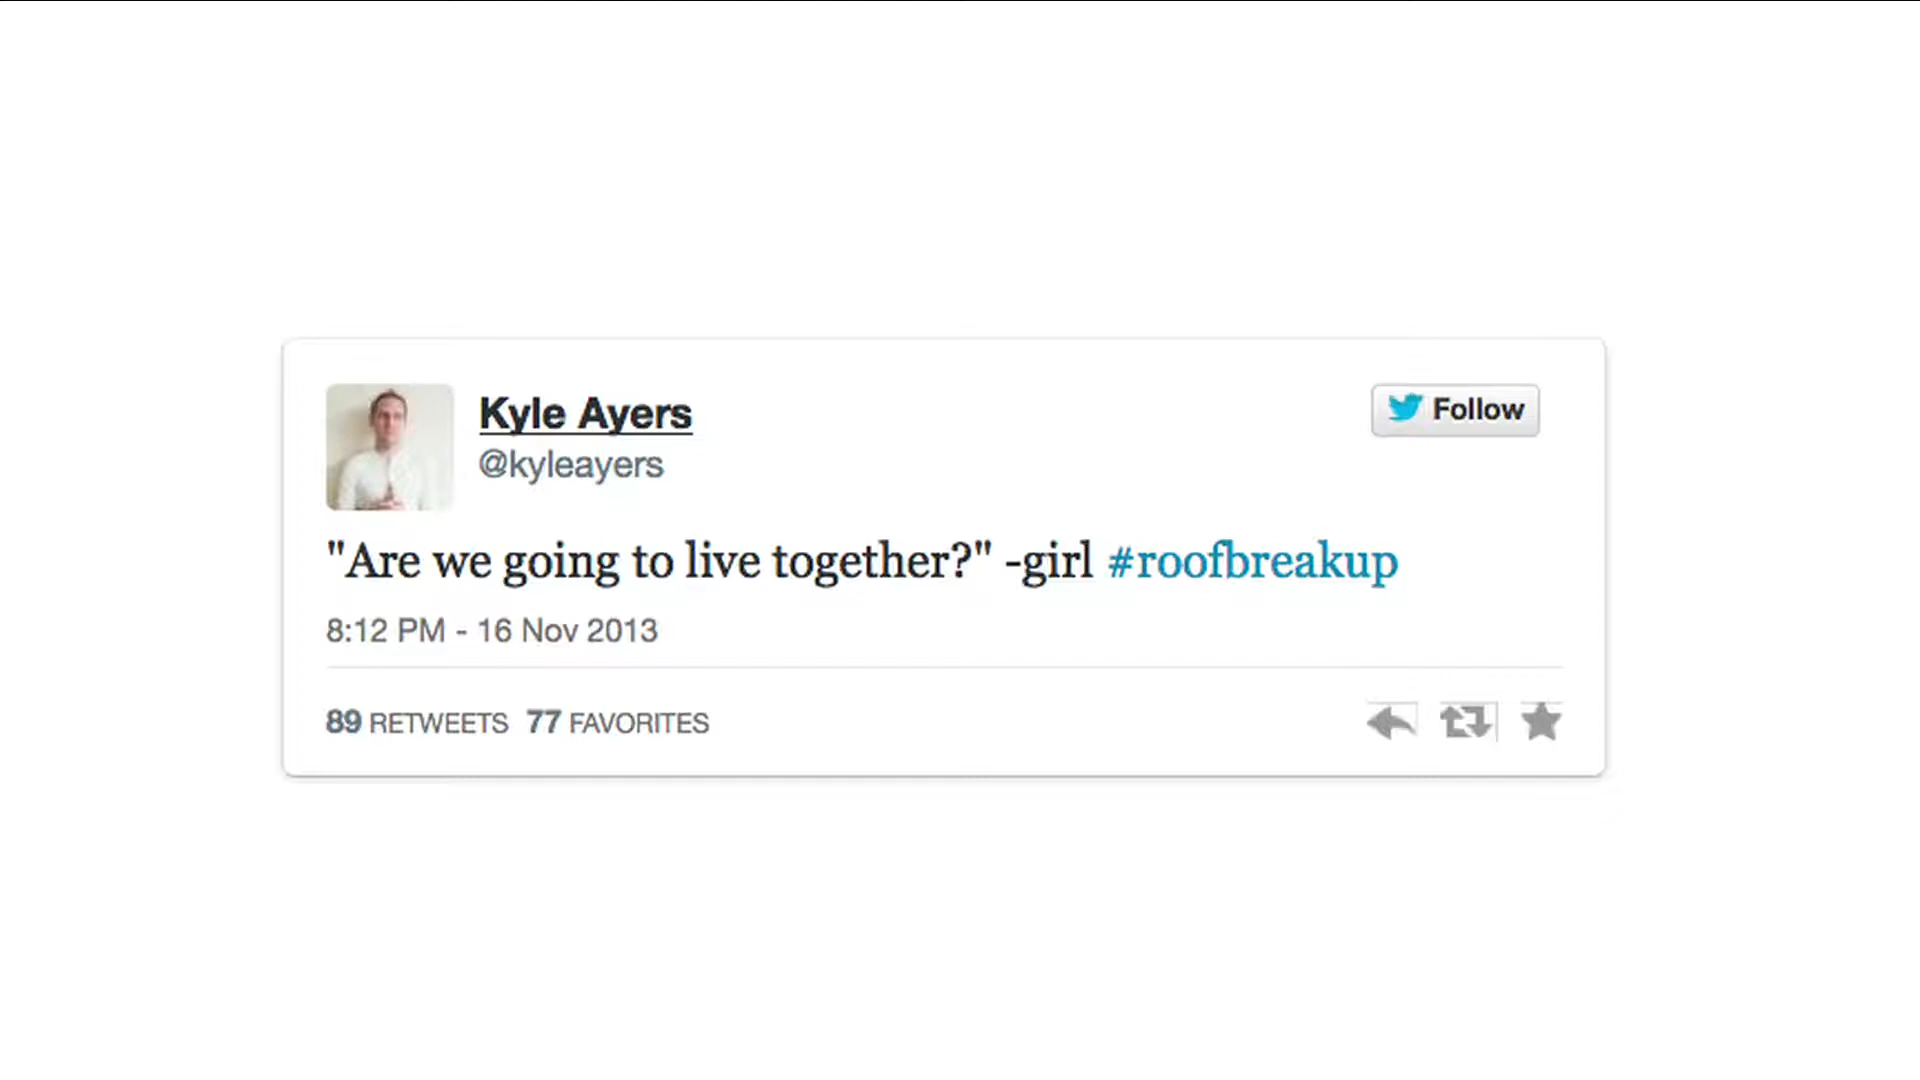 Kyle Ayers
Follow
@kyleayers
"Are we going to live together?" -girl #roofbreakup
8:12 PM - 16 Nov 2013
89 RETWEETS 77 FAVORITES